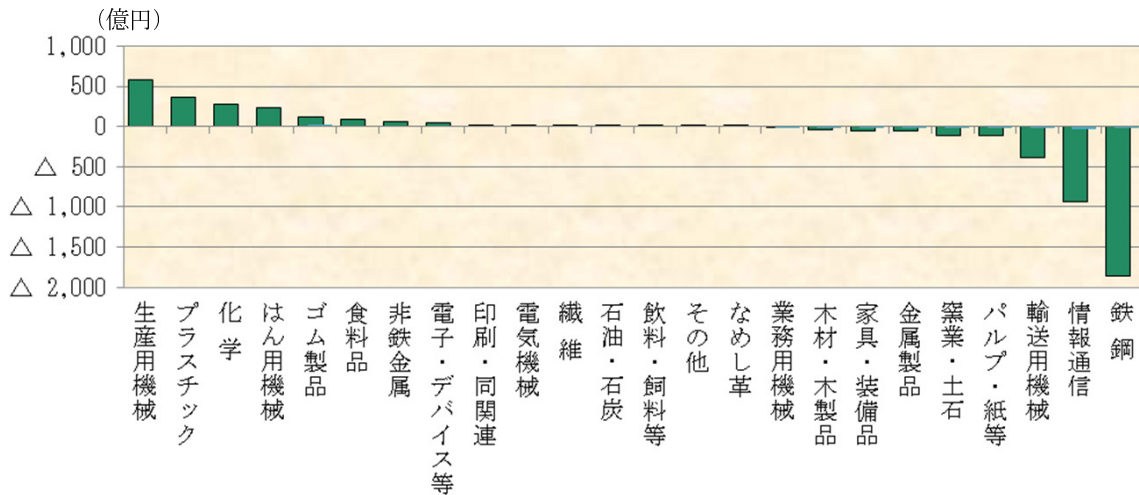 （億円）
1,000
500
0
△ 500
△ 1,000
△ 1,500
△ 2,000
生産用機械
プラスチック
化学
はん用機械
ゴム製品
食料品
非鉄金属
電子・デバイス等
印刷・同関連
電気機械
繊維
石油・石炭
飲料・飼料等
その他
なめし革
業務用機械
木材・木製品
家具・装備品
金属製品
窯業・土石
パルプ・紙等
輸送用機械
情報通信
鉄鋼